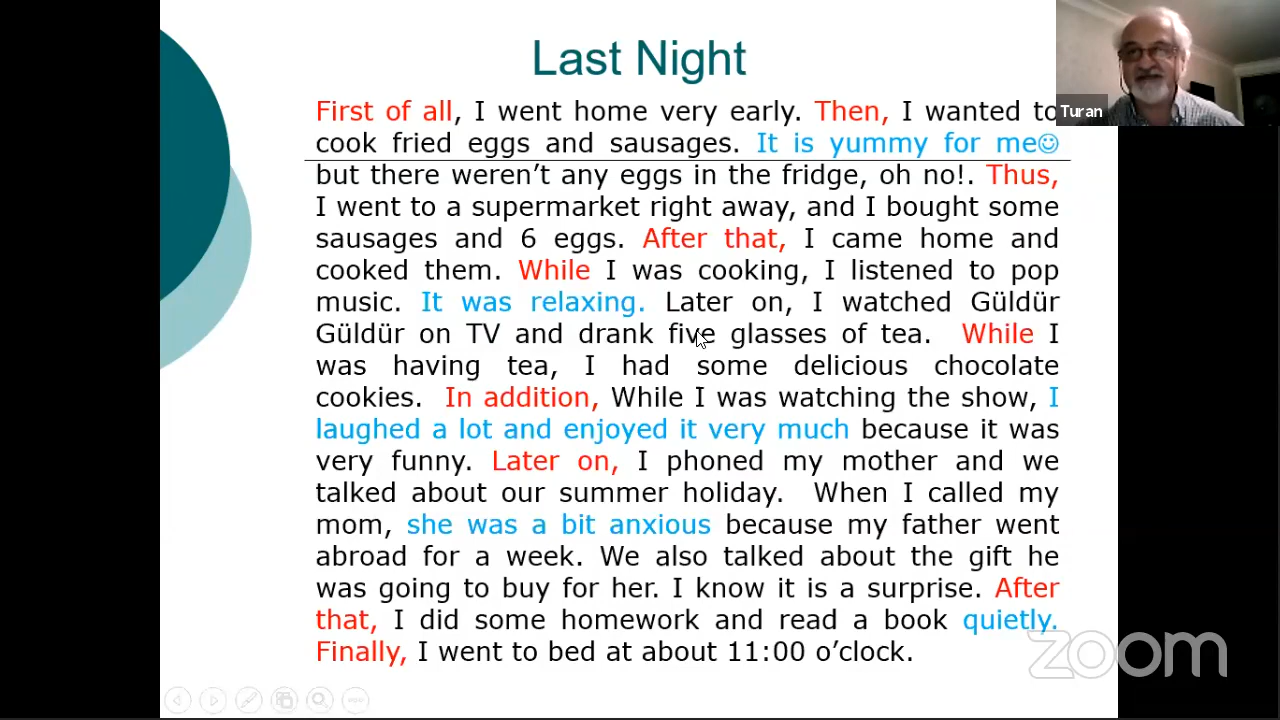 Last Night
First of all, I went home very early. Then, I wanted to
cook fried eggs and sausages. It is yummy for me☺
but there weren't any eggs in the fridge, oh no!. Thus,
I went to a supermarket right away, and I bought some
sausages and 6 eggs. After that, I came home and
cooked them. While I was cooking, I listened to pop
music. It was relaxing. Later on, I watched Güldür
Güldür on TV and drank five glasses of tea. While I
was having tea, I had some delicious chocolate
cookies. In addition, While I was watching the show, I
laughed a lot and enjoyed it very much because it was
very funny. Later on, I phoned my mother and we
talked about our summer holiday. When I called my
mom, she was a bit anxious because my father went
abroad for a week. We also talked about the gift he
was going to buy for her. I know it is a surprise. After
that, I did some homework and read a book quietly.
Finally, I went to bed at about 11:00 o'clock.
Turan
zoom